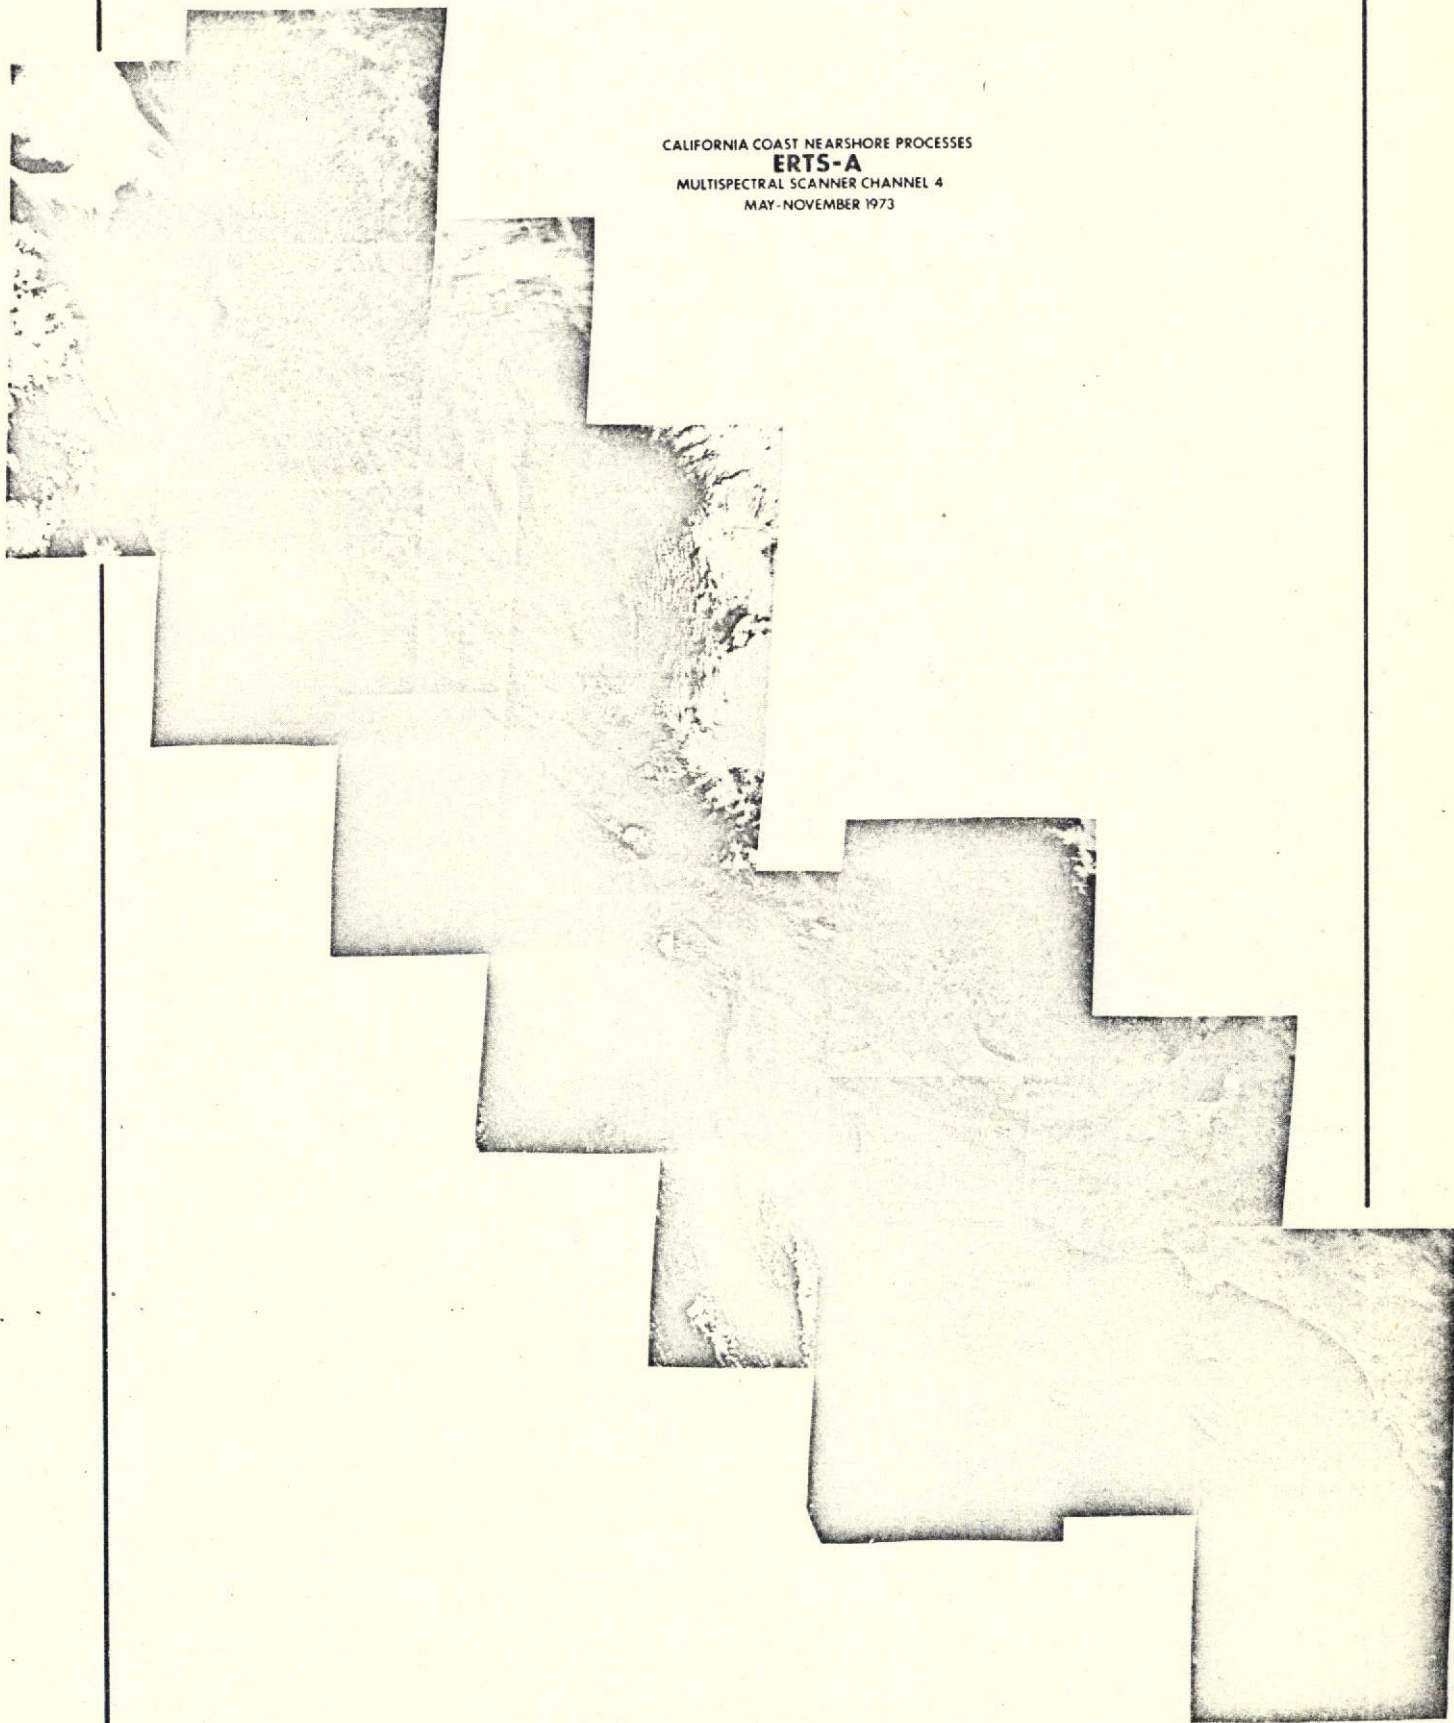 CALIFORNIA COAST NEARSHORE PROCESSES
ERTS-A
MULTISPECTRAL SCANNER CHANNEL 4
MAY-NOVEMBER 1973